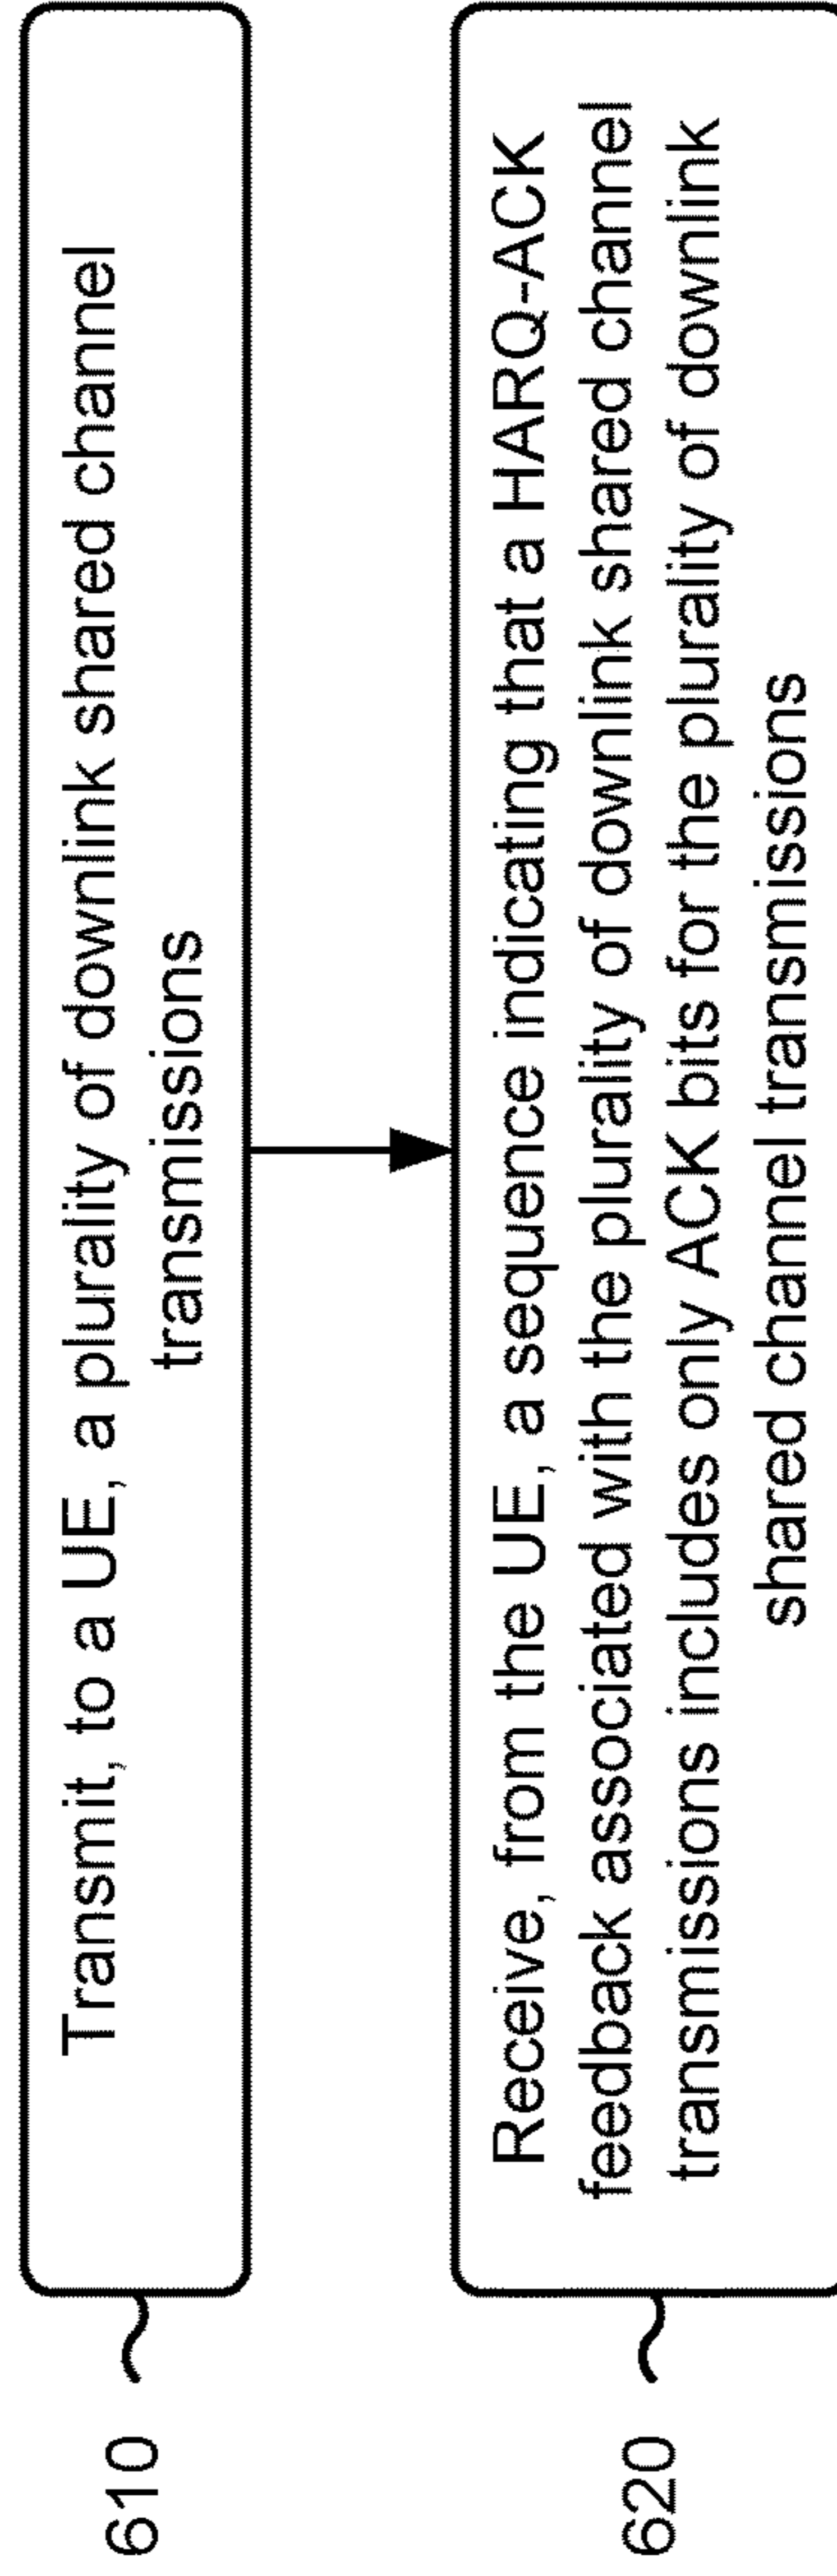 610
Transmit, to a UE, a plurality of downlink shared channel
transmissions
620
Receive, from the UE, a sequence indicating that a HARQ-ACK
feedback associated with the plurality of downlink shared channel
transmissions includes only ACK bits for the plurality of downlink
shared channel transmissions